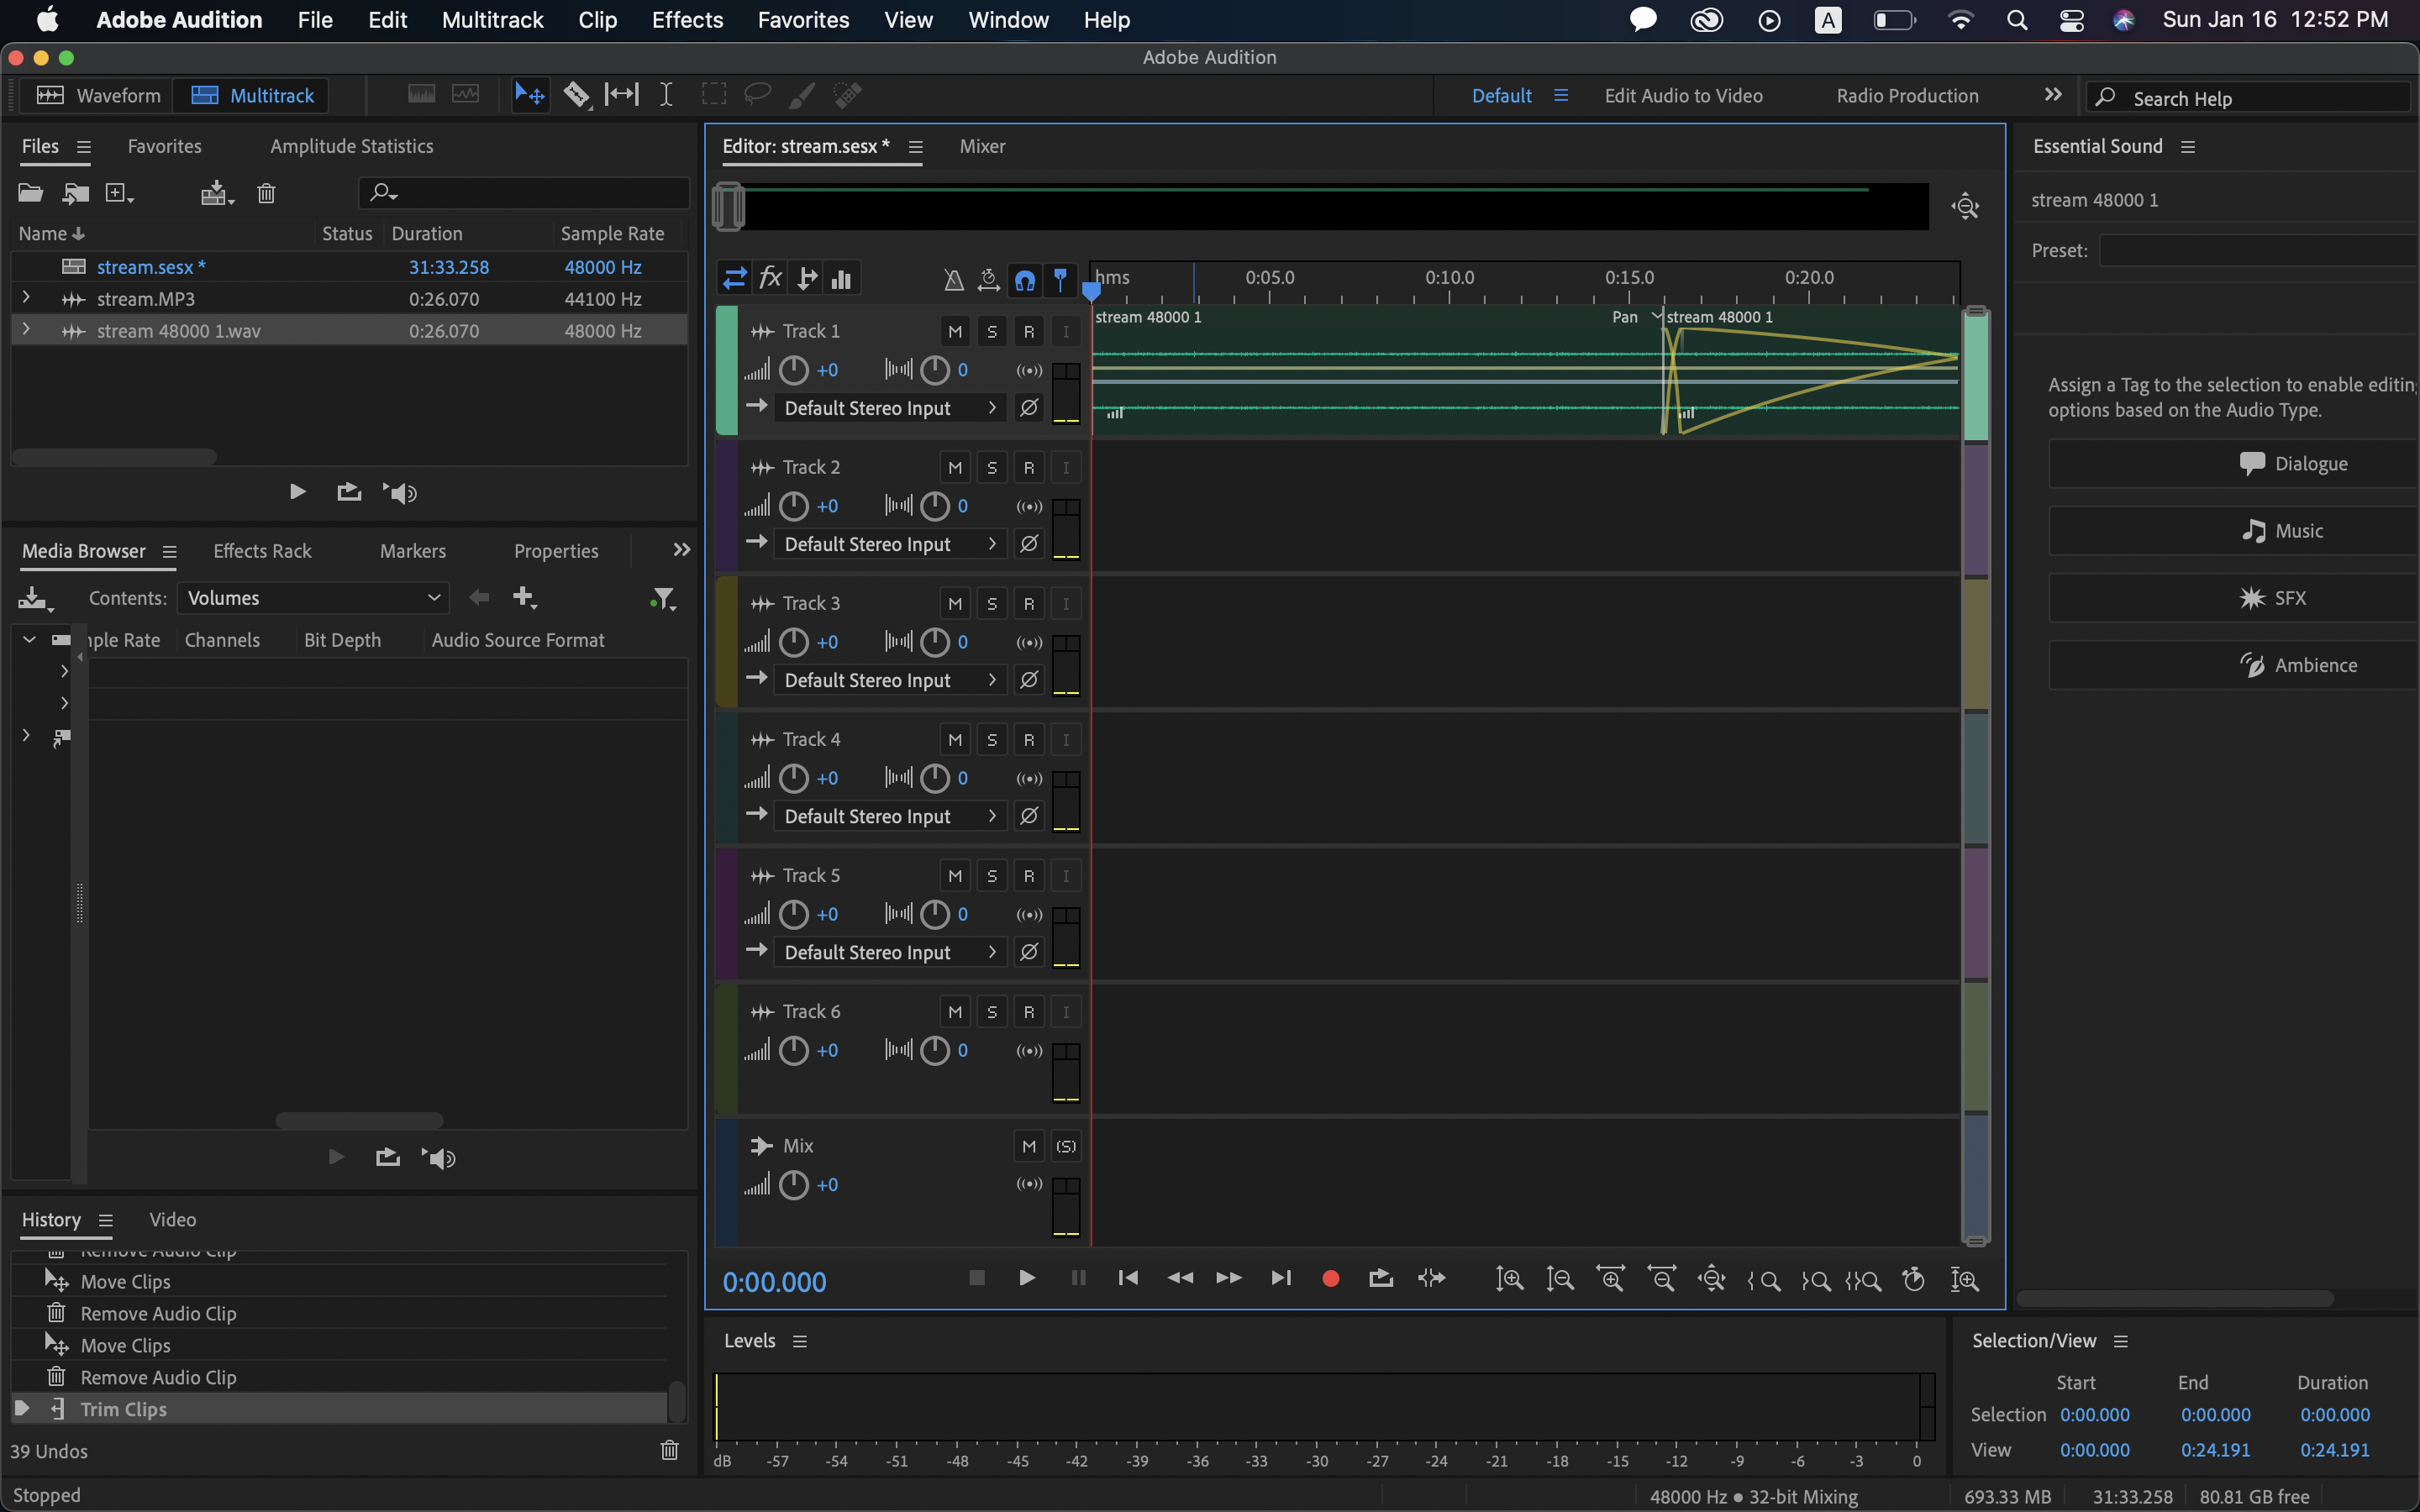 Adobe Audition File Edit Multitrack Clip Effects Favorites View Window Help A Sun Jan 16 12:52 PM
Adobe Audition
Waveform Multitrack Default Edit Audio to Video Radio Production Search Help
Files Favorites Amplitude Statistics
Name Status Duration Sample Rate
stream.sesx * 31:33.258 48000 Hz
stream.MP3 0:26.070 44100 Hz
stream 48000 1.wav 0:26.070 48000 Hz
Media Browser Effects Rack Markers Properties
Contents: Volumes
ple Rate Channels Bit Depth Audio Source Format
History Video
Remove Audio Clip
Move Clips
Remove Audio Clip
Move Clips
Remove Audio Clip
Trim Clips
39 Undos
Stopped
Editor: stream.sesx * Mixer
fx hms 0:05.0 0:10.0 0:15.0 0:20.0
stream 48000 1 Pan stream 48000 1
Track 1 M S R I
+0 0
Default Stereo Input
Track 2 M S R I
+0 0
Default Stereo Input
Track 3 M S R I
+0 0
Default Stereo Input
Track 4 M S R I
+0 0
Default Stereo Input
Track 5 M S R I
+0 0
Default Stereo Input
Track 6 M S R I
+0 0
Mix M (S)
+0
0:00.000
Levels
dB -57 -54 -51 -48 -45 -42 -39 -36 -33 -30 -27 -24 -21 -18 -15 -12 -9 -6 -3 0
Essential Sound
stream 48000 1
Preset:
Assign a Tag to the selection to enable editing
options based on the Audio Type.
Dialogue
Music
SFX
Ambience
Selection/View
Start End Duration
Selection 0:00.000 0:00.000 0:00.000
View 0:00.000 0:24.191 0:24.191
48000 Hz ● 32-bit Mixing 693.33 MB 31:33.258 80.81 GB free